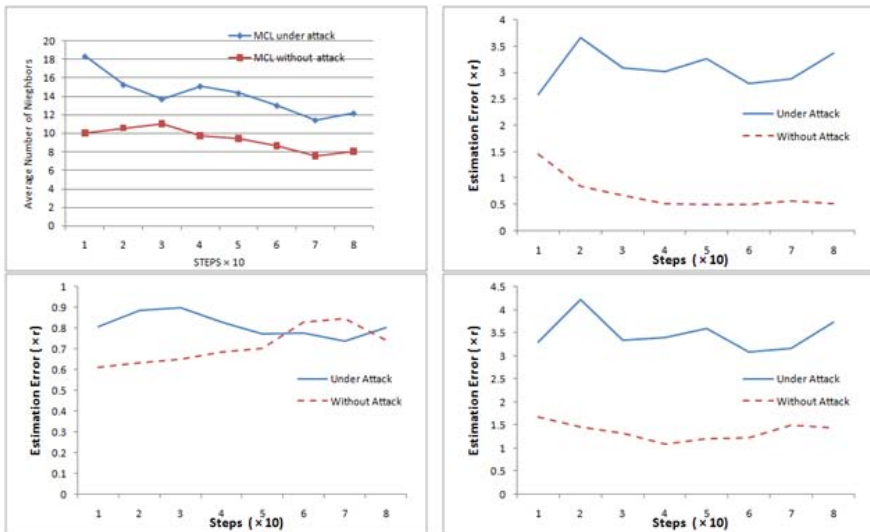 MCL under attack
MCL without attack
Average Number of Nieghbors
20
18
16
14
12
10
8
6
4
2
0
1 2 3 4 5 6 7 8
STEPS × 10
Estimation Error (×r)
4
3.5
3
2.5
2
1.5
1
0.5
0
Under Attack
Without Attack
1 2 3 4 5 6 7 8
Steps (×10)
Estimation Error (×r)
1
0.9
0.8
0.7
0.6
0.5
0.4
0.3
0.2
0.1
0
Under Attack
Without Attack
1 2 3 4 5 6 7 8
Steps (×10)
Estimation Error (×r)
4.5
4
3.5
3
2.5
2
1.5
1
0.5
0
Under Attack
Without Attack
1 2 3 4 5 6 7 8
Steps (×10)